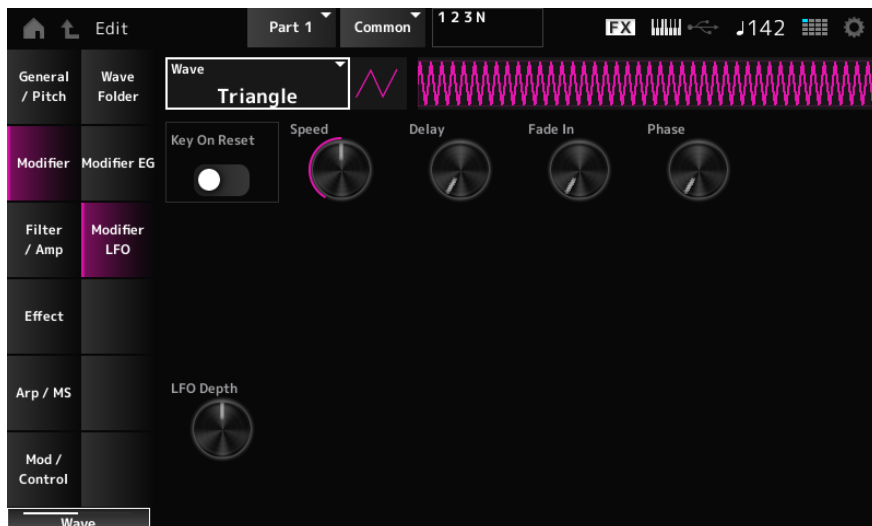 Edit
Part 1
Common
1 2 3 N
FX
♩142
General
/ Pitch
Wave
Folder
Wave
Triangle
Key On Reset
Speed
Delay
Fade In
Phase
Modifier
Modifier EG
Filter
/ Amp
Modifier
LFO
Effect
Arp / MS
LFO Depth
Mod /
Control
Wave